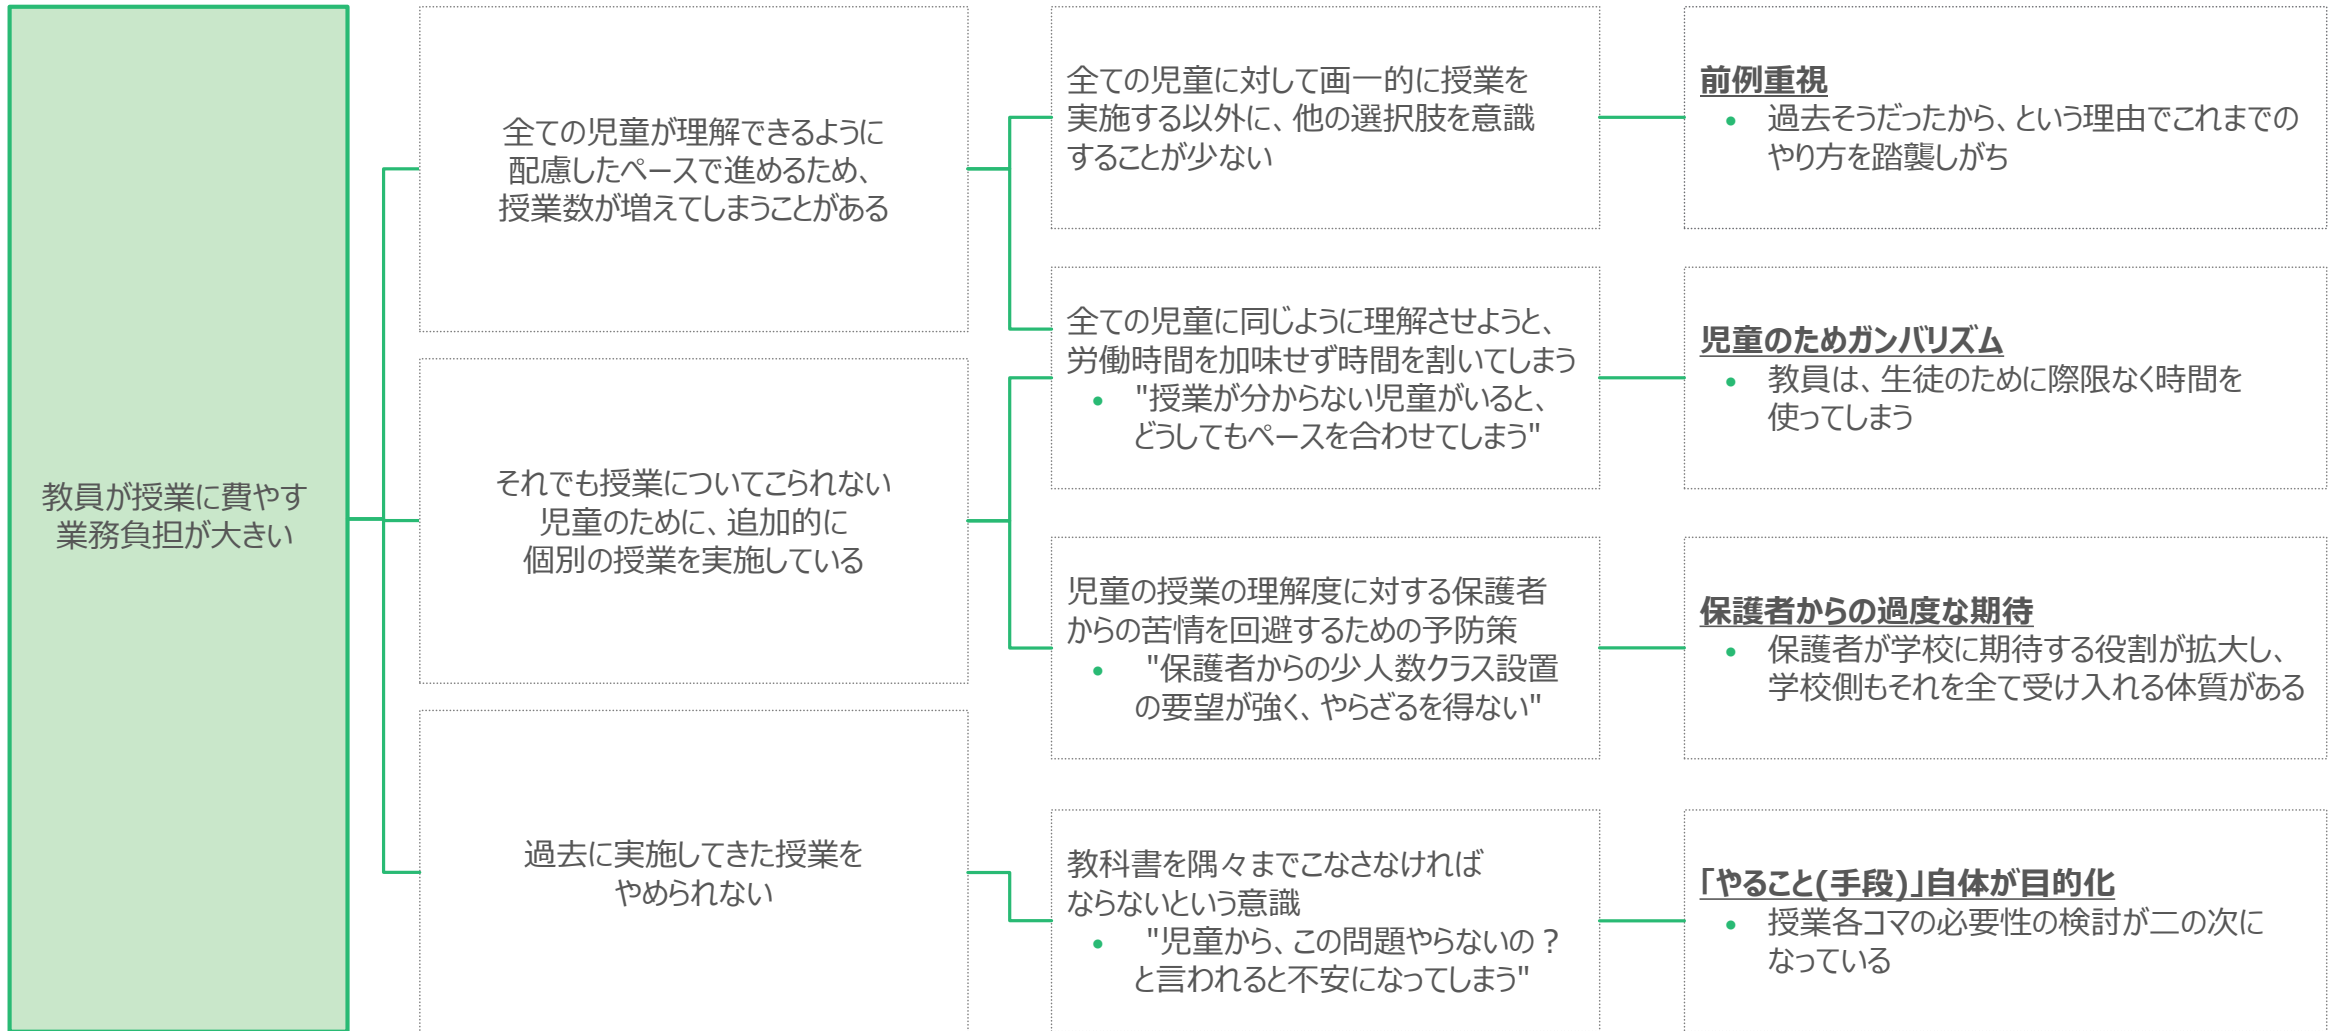 教員が授業に費やす
業務負担が大きい
全ての児童が理解できるように
配慮したペースで進めるため、
授業数が増えてしまうことがある
それでも授業についてこられない
児童のために、追加的に
個別の授業を実施している
過去に実施してきた授業を
やめられない
全ての児童に対して画一的に授業を
実施する以外に、他の選択肢を意識
することが少ない
全ての児童に同じように理解させようと、
労働時間を加味せず時間を割いてしまう
• "授業が分からない児童がいると、
どうしてもペースを合わせてしまう"
児童の授業の理解度に対する保護者
からの苦情を回避するための予防策
• "保護者からの少人数クラス設置
の要望が強く、やらざるを得ない"
教科書を隅々までこなさなければ
ならないという意識
• "児童から、この問題やらないの？
と言われると不安になってしまう"
前例重視
• 過去そうだったから、という理由でこれまでの
やり方を踏襲しがち
児童のためガンバリズム
• 教員は、生徒のために際限なく時間を
使ってしまう
保護者からの過度な期待
• 保護者が学校に期待する役割が拡大し、
学校側もそれを全て受け入れる体質がある
「やること(手段)」自体が目的化
• 授業各コマの必要性の検討が二の次に
なっている